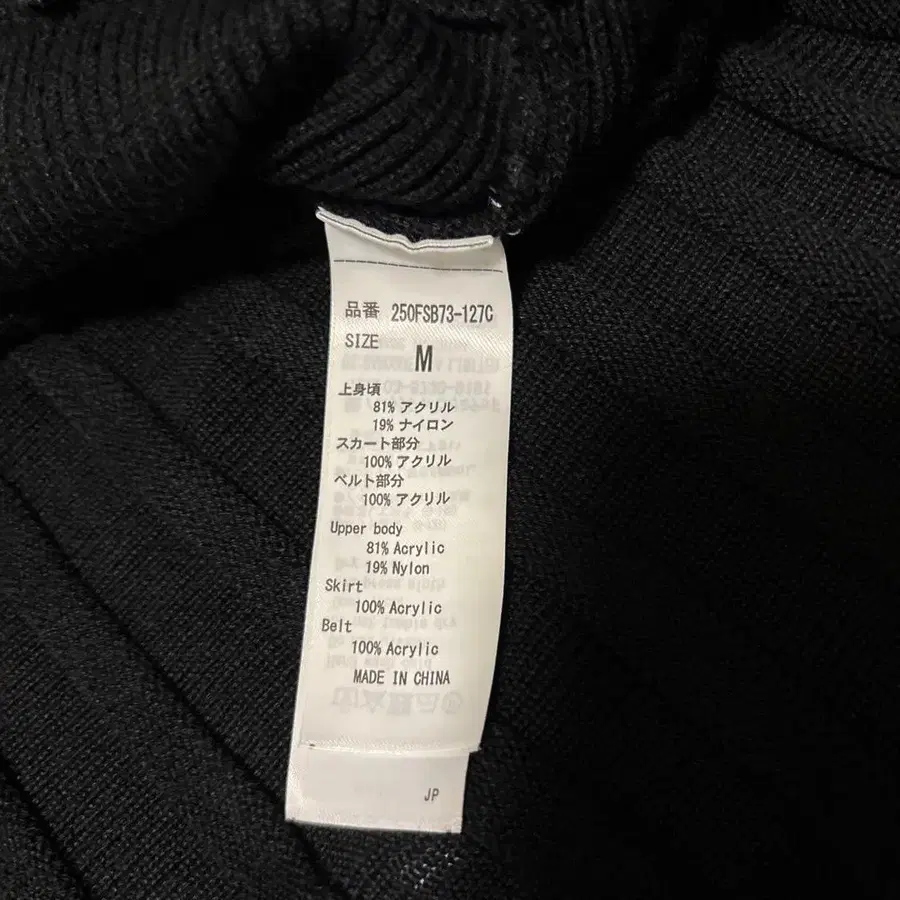 品番 250FSB73-127C
SIZE M
上身頃
81% アクリル
19% ナイロン
スカート部分
100% アクリル
ベルト部分
100% アクリル
Upper body
81% Acrylic
19% Nylon
Skirt
100% Acrylic
Belt
100% Acrylic
MADE IN CHINA
JP